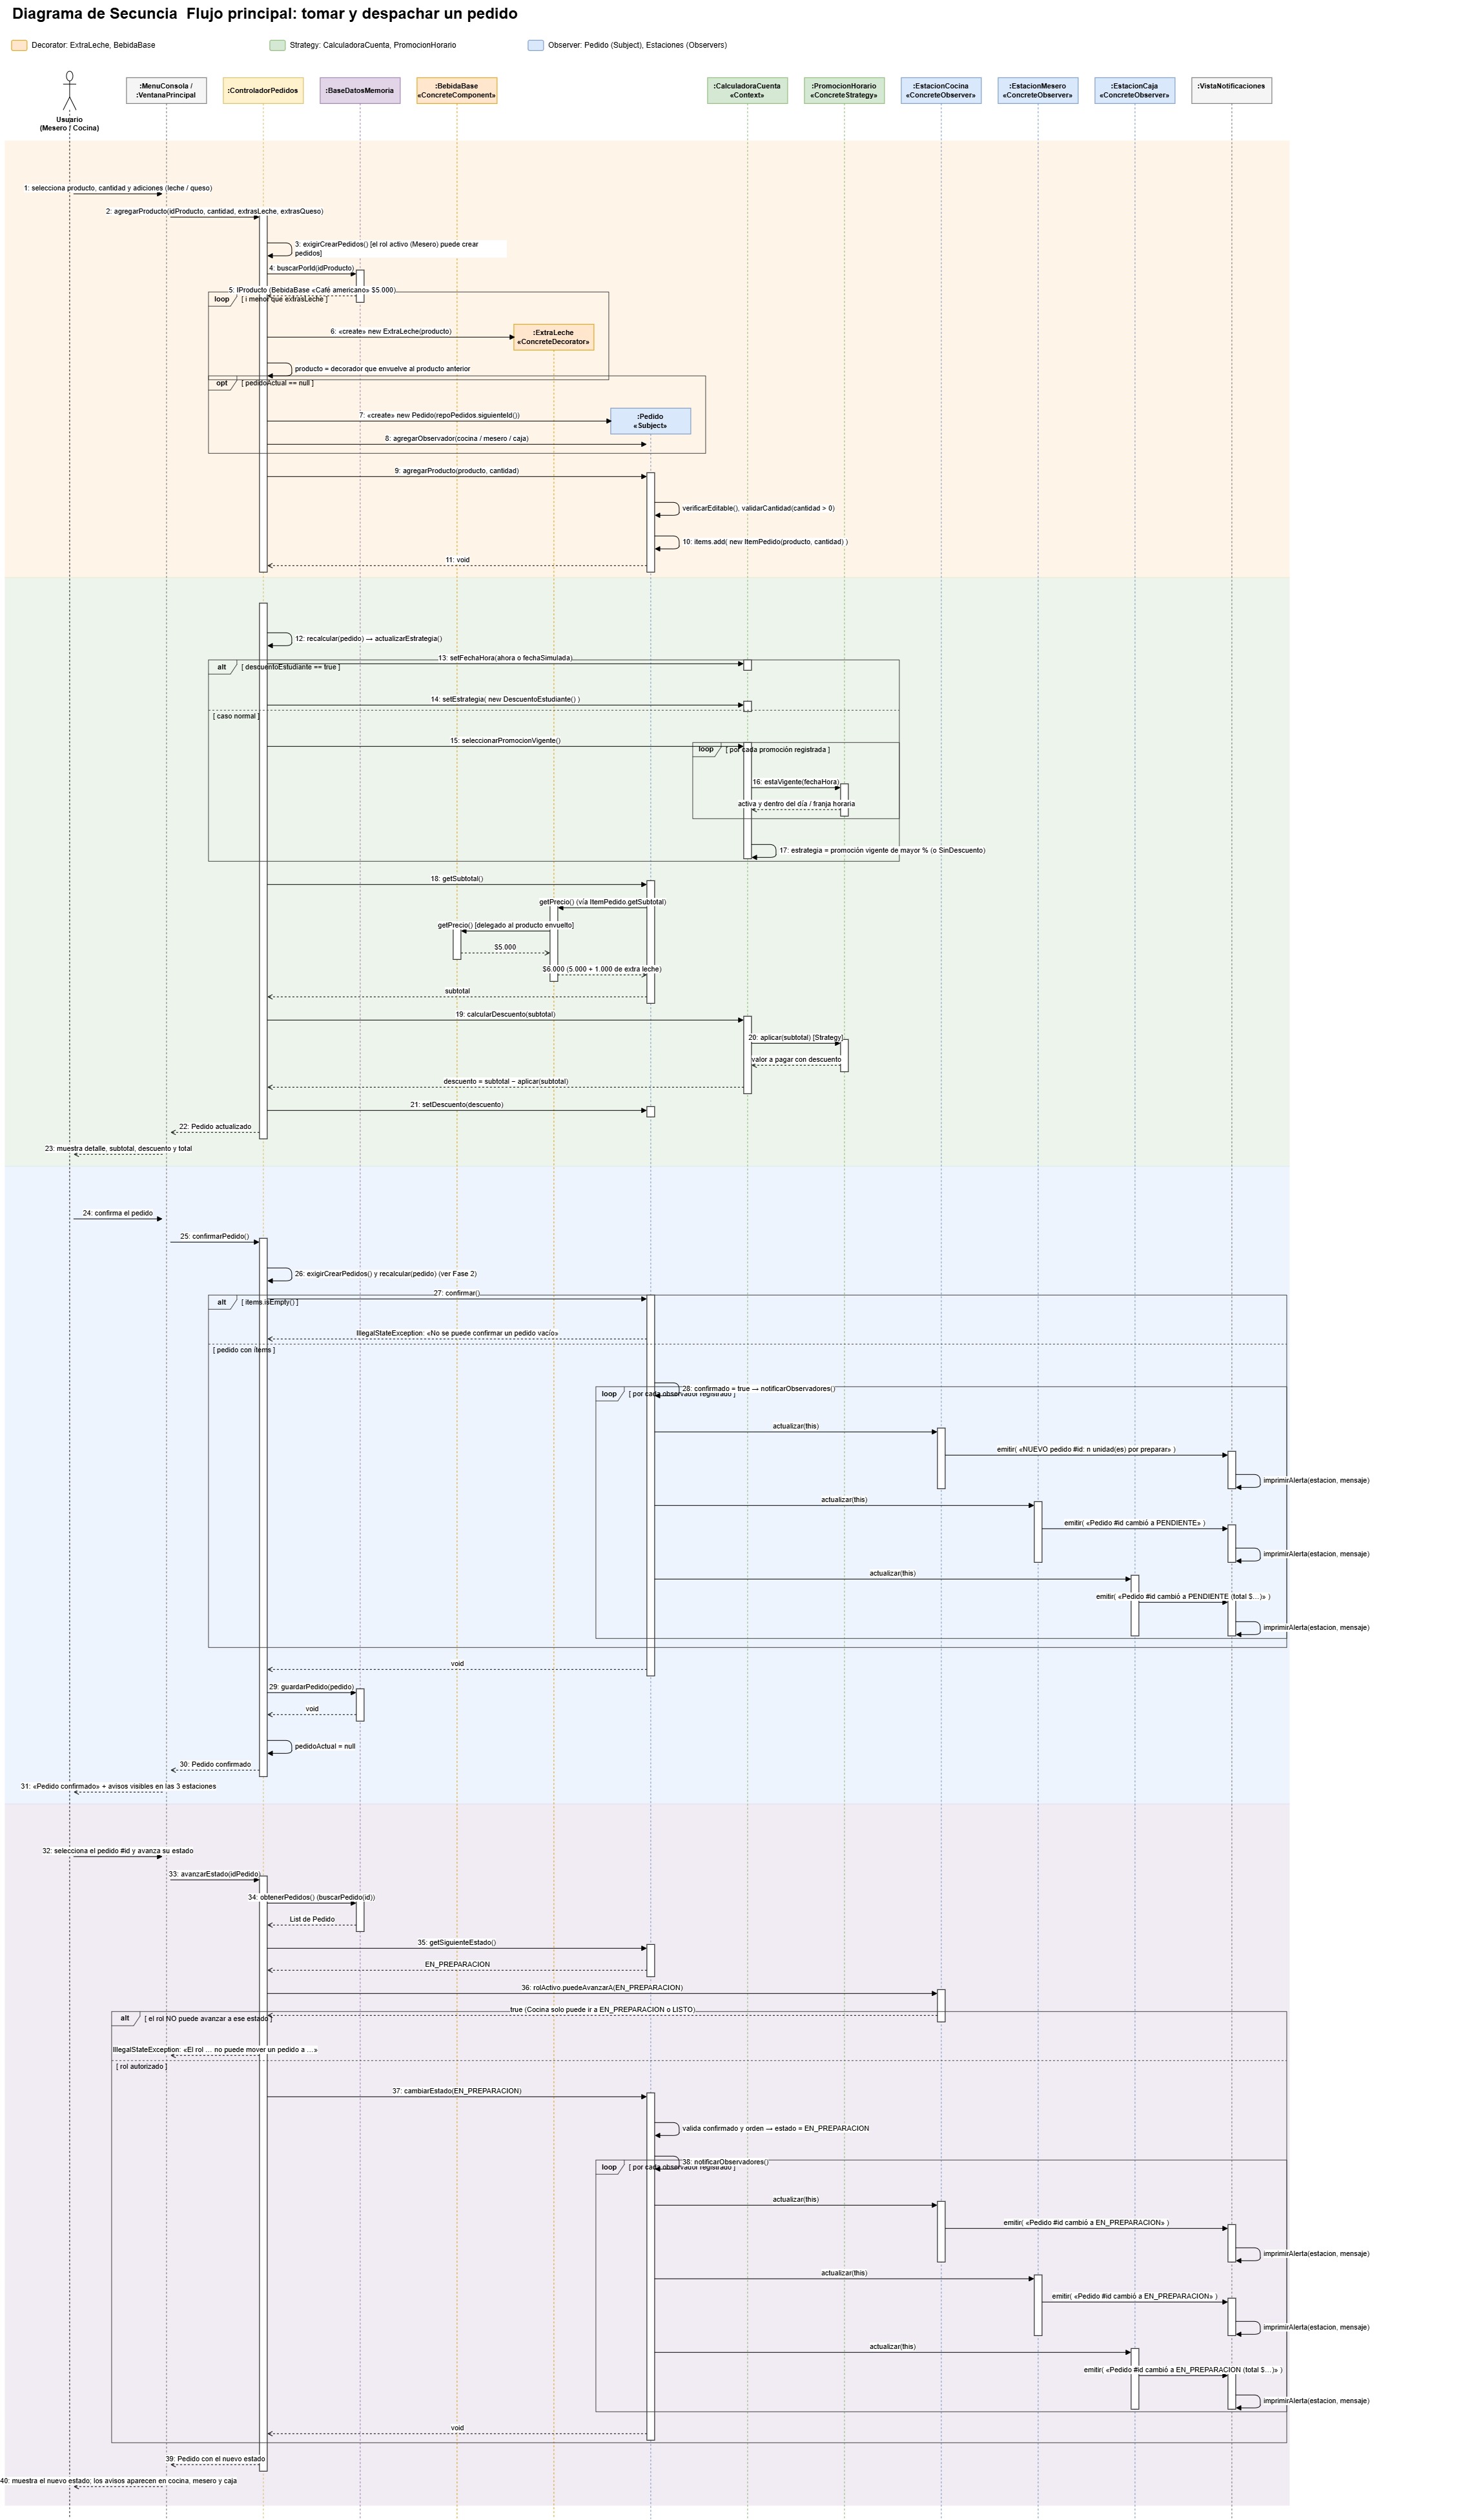 Diagrama de Secuncia  Flujo principal: tomar y despachar un pedido
Decorator: ExtraLeche, BebidaBase
Strategy: CalculadoraCuenta, PromocionHorario
Observer: Pedido (Subject), Estaciones (Observers)
Usuario
(Mesero / Cocina)
:MenuConsola /
:VentanaPrincipal
:ControladorPedidos
:BaseDatosMemoria
:BebidaBase
«ConcreteComponent»
:CalculadoraCuenta
«Context»
:PromocionHorario
«ConcreteStrategy»
:EstacionCocina
«ConcreteObserver»
:EstacionMesero
«ConcreteObserver»
:EstacionCaja
«ConcreteObserver»
:VistaNotificaciones
1: selecciona producto, cantidad y adiciones (leche / queso)
2: agregarProducto(idProducto, cantidad, extrasLeche, extrasQueso)
3: exigirCrearPedidos() [el rol activo (Mesero) puede crear
pedidos]
4: buscarPorId(idProducto)
5: IProducto (BebidaBase «Café americano» $5.000)
loop
[ i menor que extrasLeche ]
6: «create» new ExtraLeche(producto)
:ExtraLeche
«ConcreteDecorator»
producto = decorador que envuelve al producto anterior
opt
[ pedidoActual == null ]
7: «create» new Pedido(repoPedidos.siguienteId())
:Pedido
«Subject»
8: agregarObservador(cocina / mesero / caja)
9: agregarProducto(producto, cantidad)
verificarEditable(), validarCantidad(cantidad > 0)
10: items.add( new ItemPedido(producto, cantidad) )
11: void
12: recalcular(pedido) → actualizarEstrategia()
13: setFechaHora(ahora o fechaSimulada)
alt
[ descuentoEstudiante == true ]
14: setEstrategia( new DescuentoEstudiante() )
[ caso normal ]
15: seleccionarPromocionVigente()
loop
[ por cada promoción registrada ]
16: estaVigente(fechaHora)
activa y dentro del día / franja horaria
17: estrategia = promoción vigente de mayor % (o SinDescuento)
18: getSubtotal()
getPrecio() (vía ItemPedido.getSubtotal)
getPrecio() [delegado al producto envuelto]
$5.000
$6.000 (5.000 + 1.000 de extra leche)
subtotal
19: calcularDescuento(subtotal)
20: aplicar(subtotal) [Strategy]
valor a pagar con descuento
descuento = subtotal − aplicar(subtotal)
21: setDescuento(descuento)
22: Pedido actualizado
23: muestra detalle, subtotal, descuento y total
24: confirma el pedido
25: confirmarPedido()
26: exigirCrearPedidos() y recalcular(pedido) (ver Fase 2)
27: confirmar()
alt
[ items.isEmpty() ]
IllegalStateException: «No se puede confirmar un pedido vacío»
[ pedido con ítems ]
28: confirmado = true → notificarObservadores()
loop
[ por cada observador registrado ]
actualizar(this)
emitir( «NUEVO pedido #id: n unidad(es) por preparar» )
imprimirAlerta(estacion, mensaje)
actualizar(this)
emitir( «Pedido #id cambió a PENDIENTE» )
imprimirAlerta(estacion, mensaje)
actualizar(this)
emitir( «Pedido #id cambió a PENDIENTE (total $…)» )
imprimirAlerta(estacion, mensaje)
void
29: guardarPedido(pedido)
void
pedidoActual = null
30: Pedido confirmado
31: «Pedido confirmado» + avisos visibles en las 3 estaciones
32: selecciona el pedido #id y avanza su estado
33: avanzarEstado(idPedido)
34: obtenerPedidos() (buscarPedido(id))
List de Pedido
35: getSiguienteEstado()
EN_PREPARACION
36: rolActivo.puedeAvanzarA(EN_PREPARACION)
true (Cocina solo puede ir a EN_PREPARACION o LISTO)
alt
[ el rol NO puede avanzar a ese estado ]
IllegalStateException: «El rol … no puede mover un pedido a …»
[ rol autorizado ]
37: cambiarEstado(EN_PREPARACION)
valida confirmado y orden → estado = EN_PREPARACION
38: notificarObservadores()
loop
[ por cada observador registrado ]
actualizar(this)
emitir( «Pedido #id cambió a EN_PREPARACION» )
imprimirAlerta(estacion, mensaje)
actualizar(this)
emitir( «Pedido #id cambió a EN_PREPARACION» )
imprimirAlerta(estacion, mensaje)
actualizar(this)
emitir( «Pedido #id cambió a EN_PREPARACION (total $…)» )
imprimirAlerta(estacion, mensaje)
void
39: Pedido con el nuevo estado
40: muestra el nuevo estado; los avisos aparecen en cocina, mesero y caja